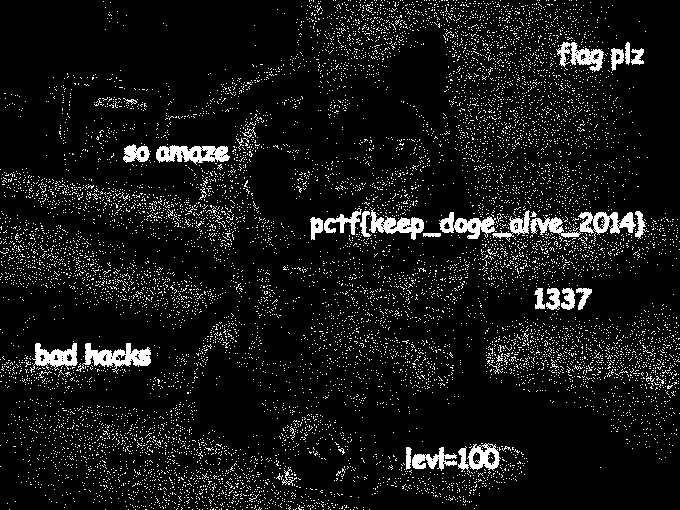 flag plz
so amaze
pctf{keep_doge_alive_2014}
1337
bad hacks
levl=100